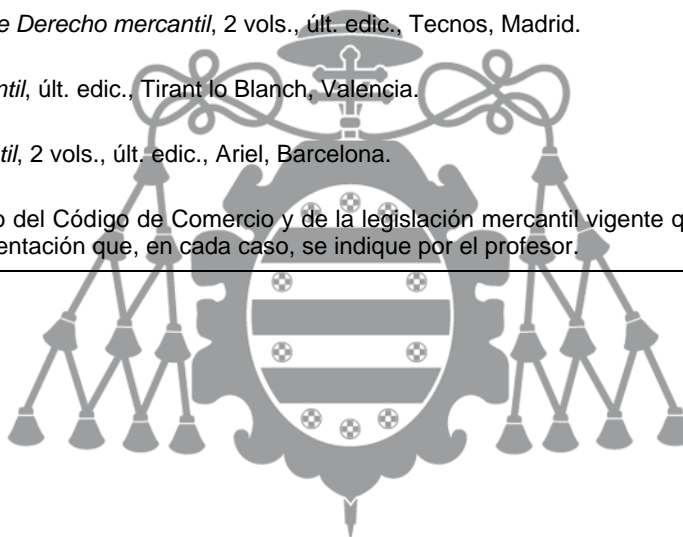 e Derecho mercantil, 2 vols., últ. edic., Tecnos, Madrid.
ntil, últ. edic., Tirant lo Blanch, Valencia.
til, 2 vols., últ. edic., Ariel, Barcelona.
o del Código de Comercio y de la legislación mercantil vigente q
entación que, en cada caso, se indique por el profesor.